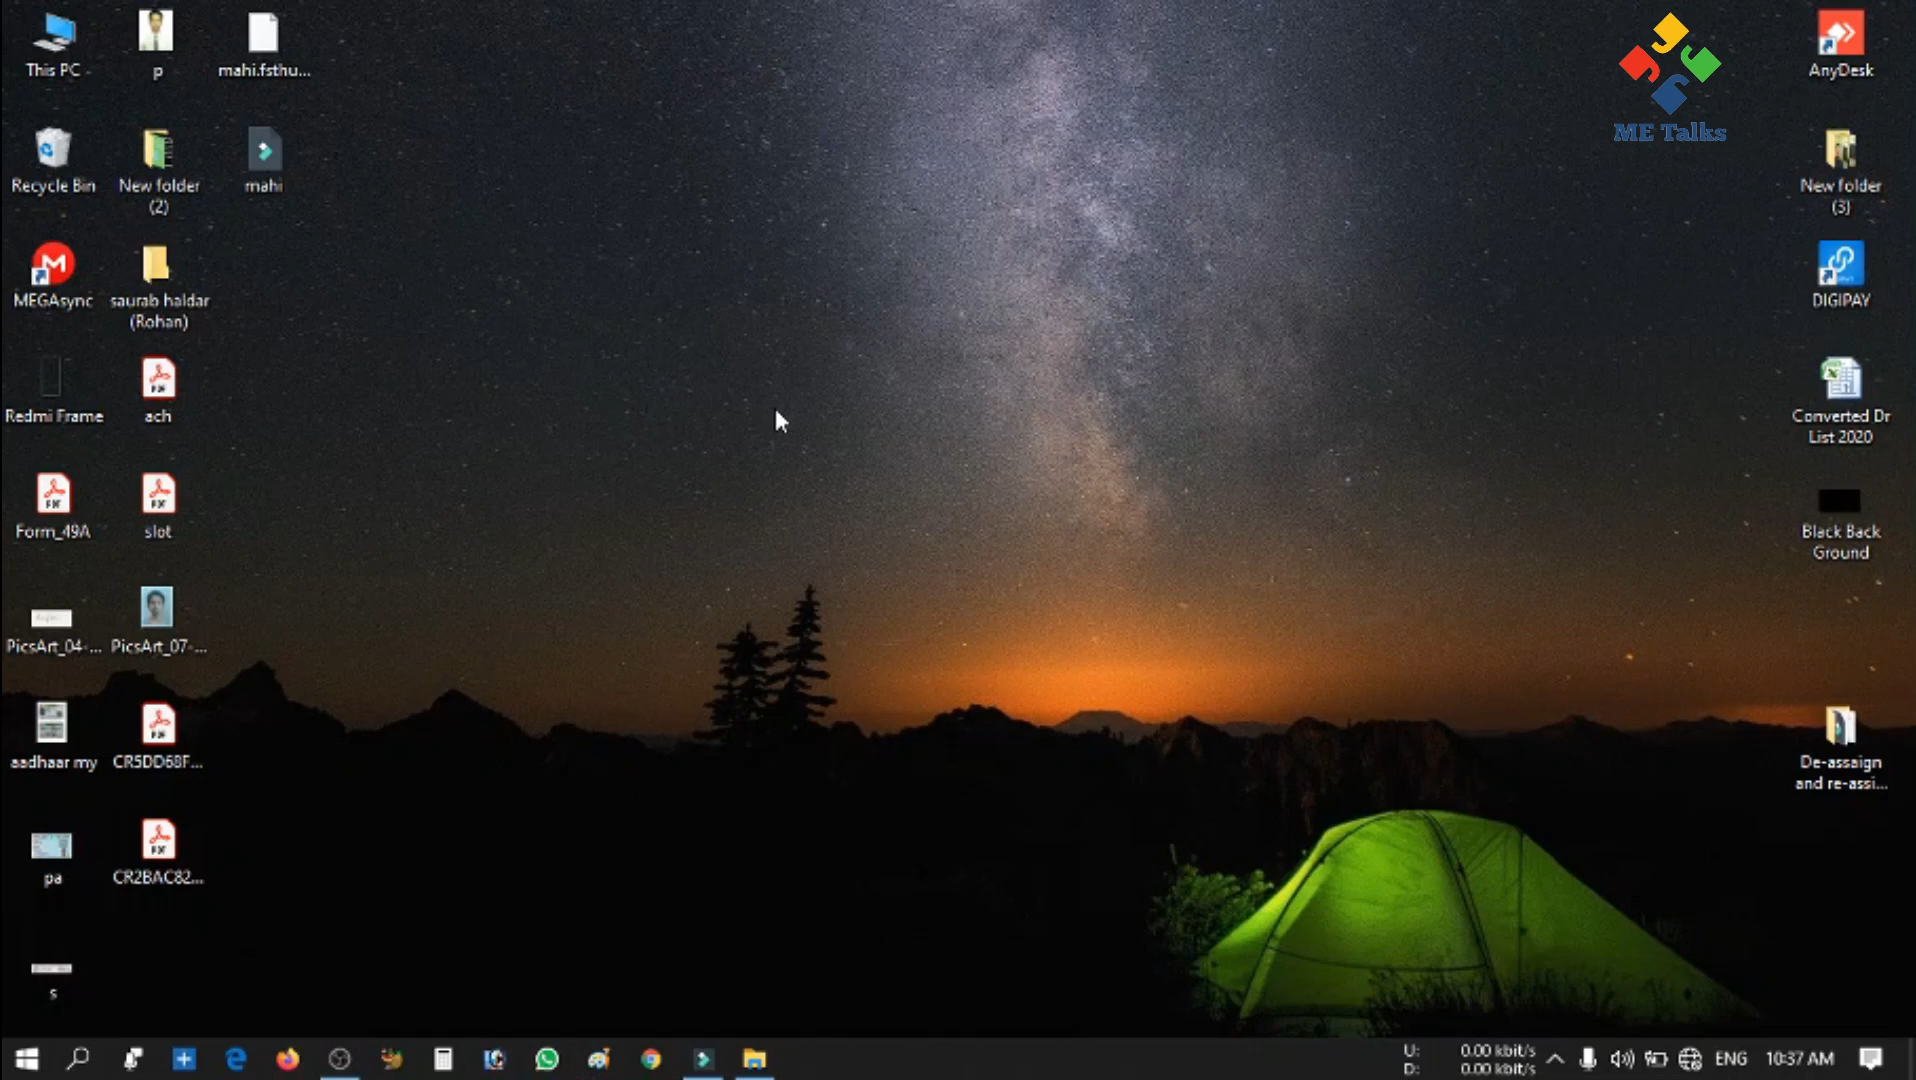 This PC
p
mahi.fsthu...
AnyDesk
ME Talks
Recycle Bin
New folder
(2)
mahi
New folder
(3)
MEGAsync
saurab haldar
(Rohan)
DIGIPAY
Redmi Frame
ach
Converted Dr
List 2020
Form_49A
slot
Black Back
Ground
PicsArt_04-...
PicsArt_07-...
aadhaar my
CR5DD68F...
De-assaign
and re-assi...
pa
CR2BAC82...
s
U: 0.00 kbit/s
D: 0.00 kbit/s
ENG
10:37 AM